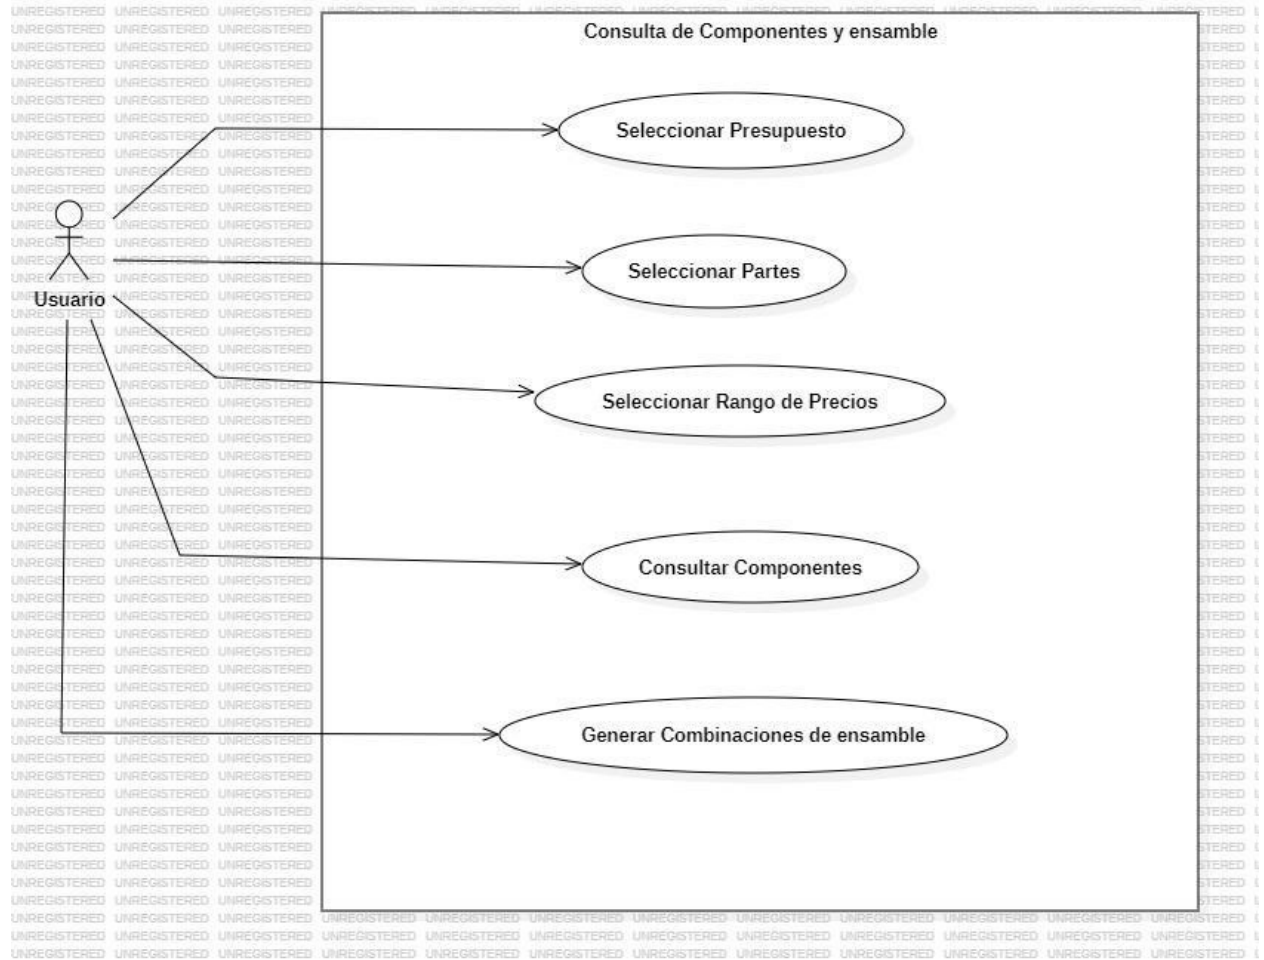 Consulta de Componentes y ensamble
Seleccionar Presupuesto
Seleccionar Partes
Usuario
Seleccionar Rango de Precios
Consultar Componentes
Generar Combinaciones de ensamble
UNREGISTERED